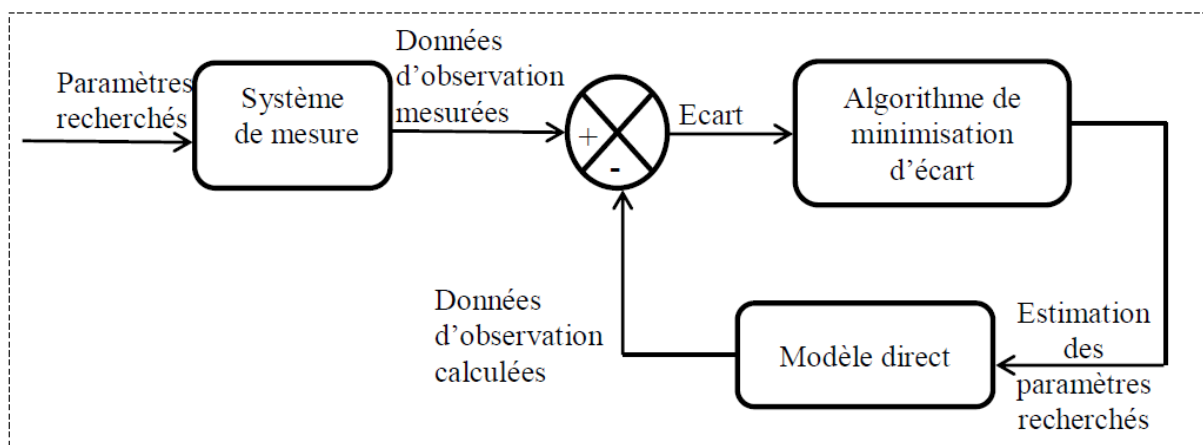 Paramètres
recherchés
Système
de mesure
Données
d'observation
mesurées
+
-
Ecart
Algorithme de
minimisation
d'écart
Données
d'observation
calculées
Modèle direct
Estimation
des
paramètres
recherchés